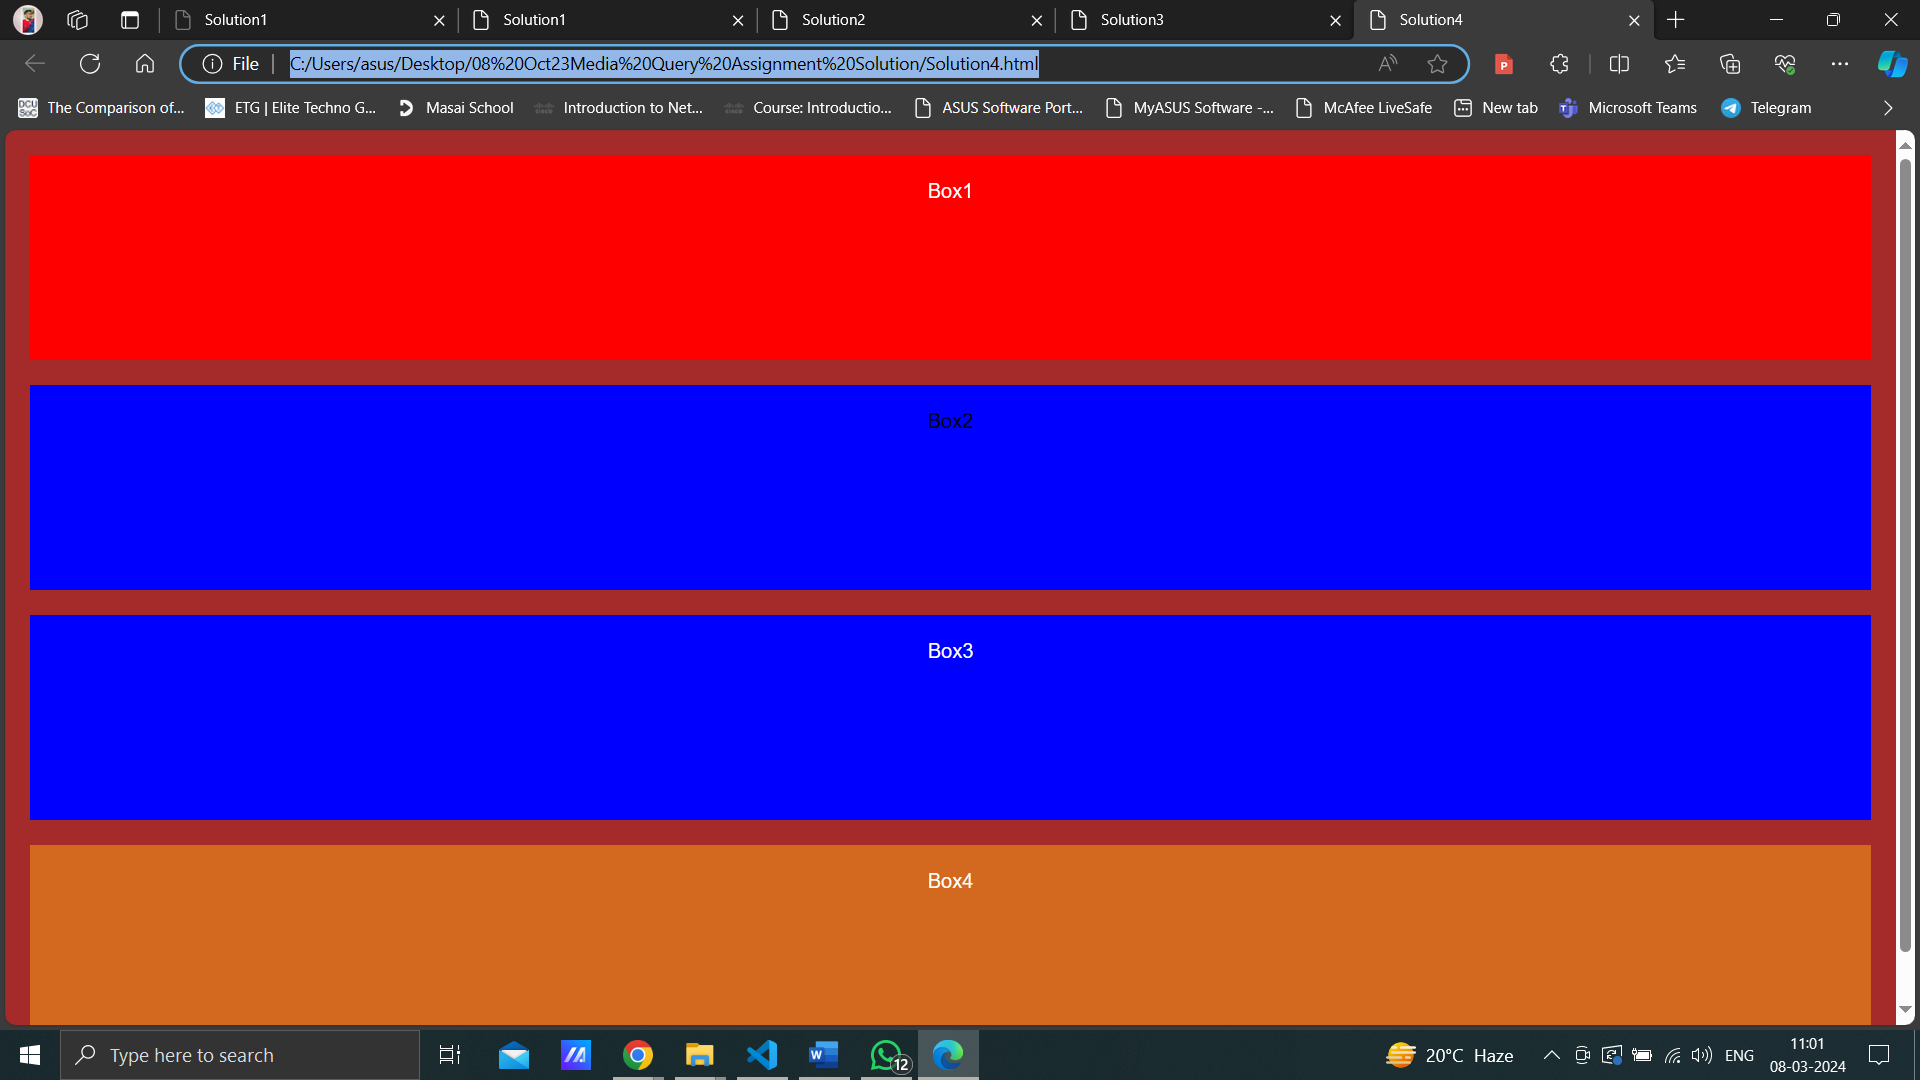 Solution1
Solution1
Solution2
Solution3
Solution4
File
C:/Users/asus/Desktop/08%20Oct23Media%20Query%20Assignment%20Solution/Solution4.html
The Comparison of...
ETG | Elite Techno G...
Masai School
Introduction to Net...
Course: Introductio...
ASUS Software Port...
MyASUS Software -...
McAfee LiveSafe
New tab
Microsoft Teams
Telegram
Box1
Box2
Box3
Box4
Type here to search
12
20°C Haze
ENG
11:01
08-03-2024